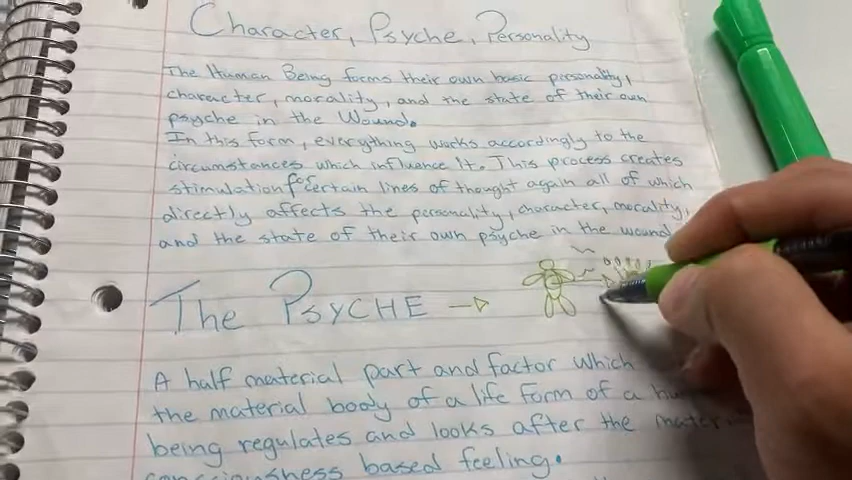 Character, Psyche, Personality
The Human Being forms their own basic personality,
character, morality, and the state of their own
psyche in the Wound.
In this form, everything works accordingly to the
circumstances which influence It. This process creates
stimulation for certain lines of thought again all of which
directly affects the personality, character, morality,
and the state of their own psyche in the wound
The PSYCHE →
A half material part and factor which
the material body of a life form of a
being regulates and looks after the
consciousness based feeling.